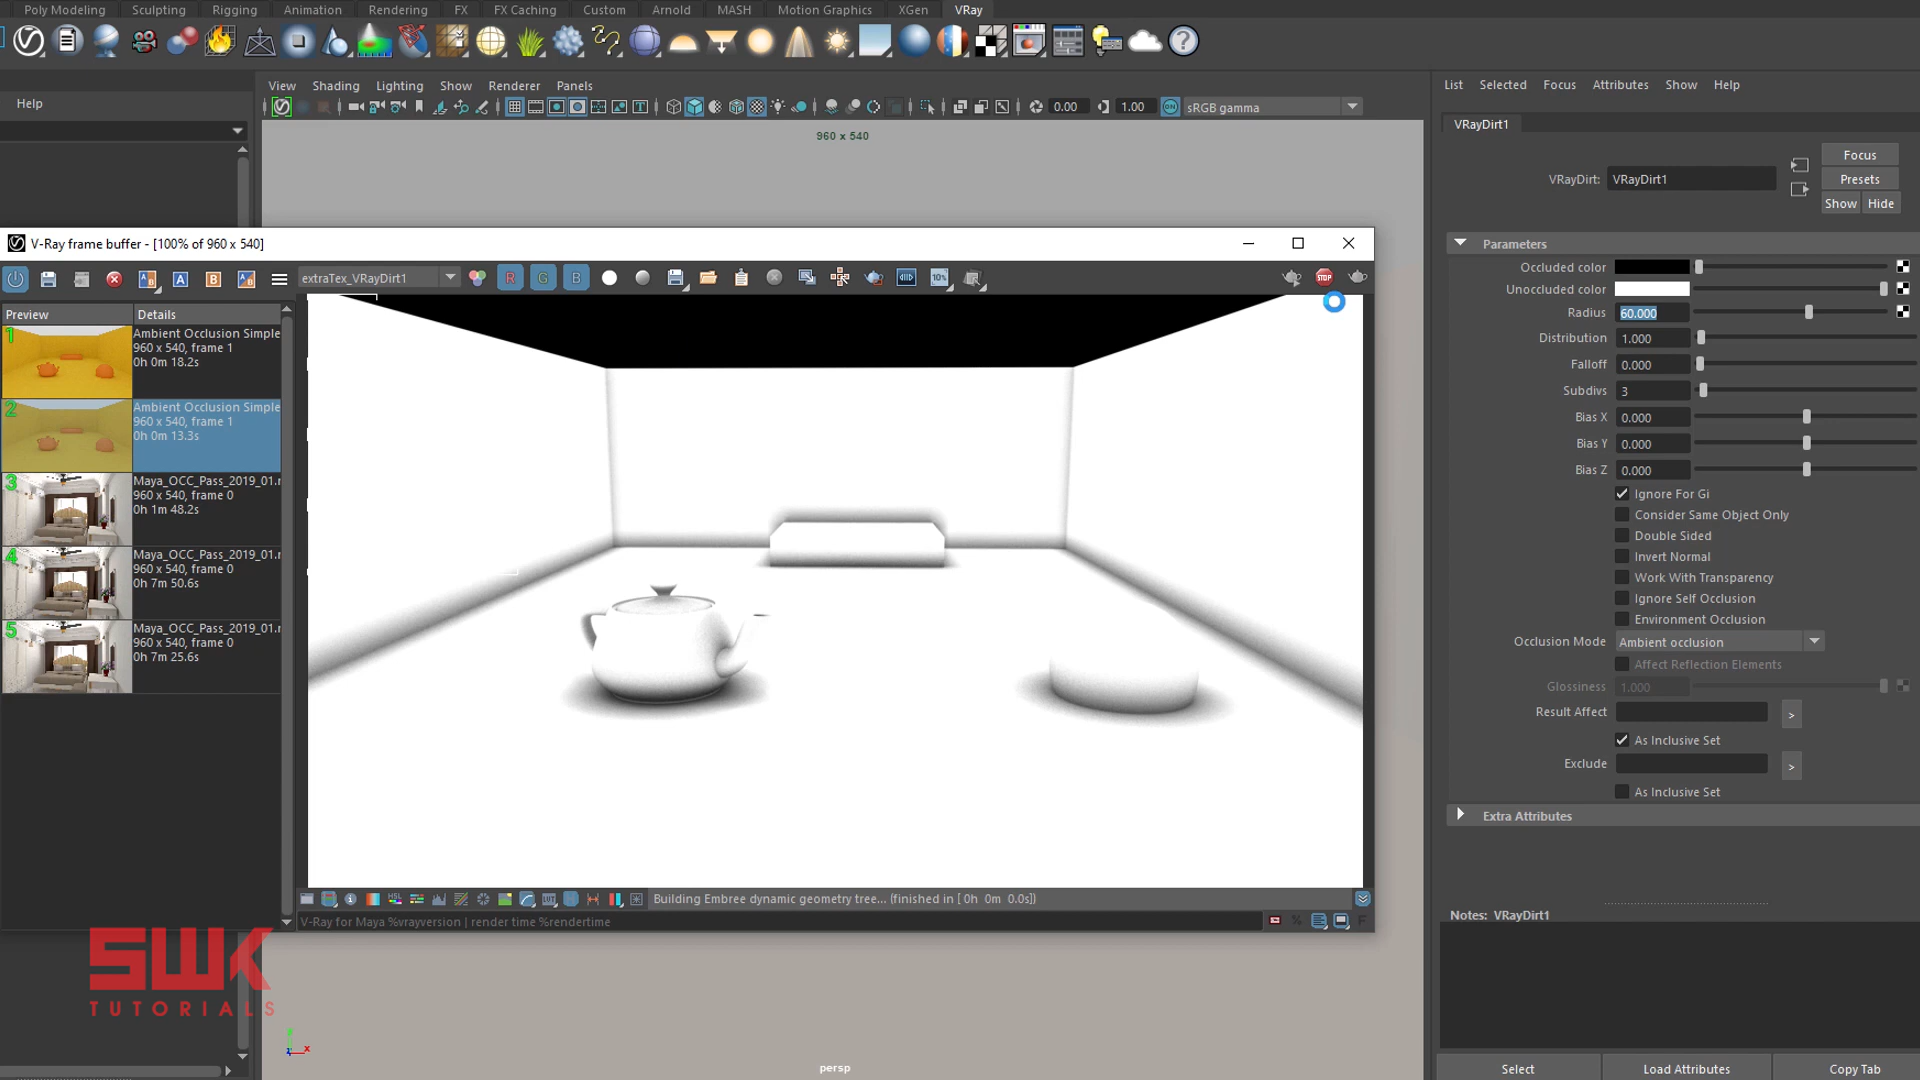 Poly Modeling Sculpting Rigging Animation Rendering FX FX Caching Custom Arnold MASH Motion Graphics XGen VRay
View Shading Lighting Show Renderer Panels
Help
0.00 1.00 ON sRGB gamma
960 x 540
List Selected Focus Attributes Show Help
VRayDirt1
VRayDirt: VRayDirt1
Focus
Presets
Show Hide
V-Ray frame buffer - [100% of 960 x 540]
A B extraTex_VRayDirt1 R G B STOP
Preview Details
1 Ambient Occlusion Simple
960 x 540, frame 1
0h 0m 18.2s
2 Ambient Occlusion Simple
960 x 540, frame 1
0h 0m 13.3s
3 Maya_OCC_Pass_2019_01.r
960 x 540, frame 0
0h 1m 48.2s
4 Maya_OCC_Pass_2019_01.r
960 x 540, frame 0
0h 7m 50.6s
5 Maya_OCC_Pass_2019_01.r
960 x 540, frame 0
0h 7m 25.6s
Building Embree dynamic geometry tree... (finished in [ 0h 0m 0.0s])
V-Ray for Maya %vrayversion | render time %rendertime
Parameters
Occluded color
Unoccluded color
Radius 60.000
Distribution 1.000
Falloff 0.000
Subdivs 3
Bias X 0.000
Bias Y 0.000
Bias Z 0.000
Ignore For Gi
Consider Same Object Only
Double Sided
Invert Normal
Work With Transparency
Ignore Self Occlusion
Environment Occlusion
Occlusion Mode Ambient occlusion
Affect Reflection Elements
Glossiness 1.000
Result Affect >
As Inclusive Set
Exclude >
As Inclusive Set
Extra Attributes
Notes: VRayDirt1
SWK
TUTORIALS
persp
Select Load Attributes Copy Tab